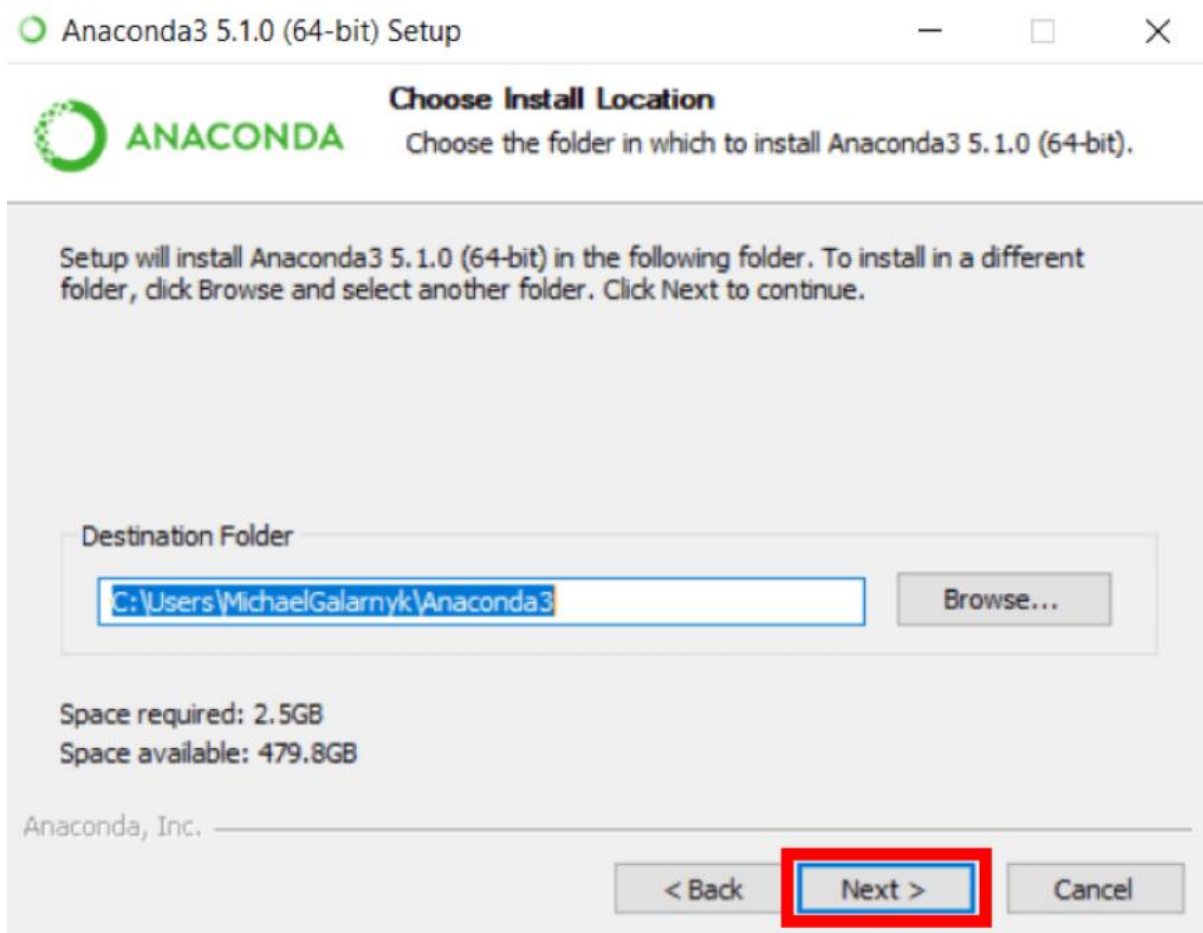 Anaconda3 5.1.0 (64-bit) Setup
ANACONDA
Choose Install Location
Choose the folder in which to install Anaconda3 5.1.0 (64-bit).
Setup will install Anaconda3 5.1.0 (64-bit) in the following folder. To install in a different
folder, click Browse and select another folder. Click Next to continue.
Destination Folder
C:\Users\MichaelGalarnyk\Anaconda3
Browse...
Space required: 2.5GB
Space available: 479.8GB
Anaconda, Inc.
< Back Next > Cancel